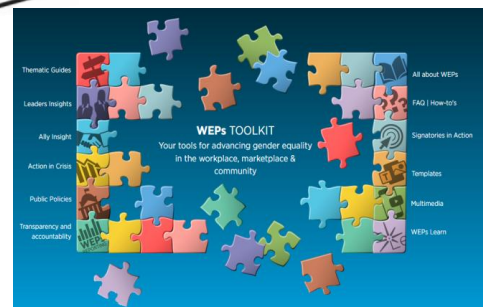 Thematic Guides
Leaders Insights
Ally Insight
Action in Crisis
Public Policies
Transparency and
accountablity
WEPs
WEPs TOOLKIT
Your tools for advancing gender equality
in the workplace, marketplace &
community
All about WEPs
FAQ | How-to's
Signatories in Action
Templates
Multimedia
WEPs Learn